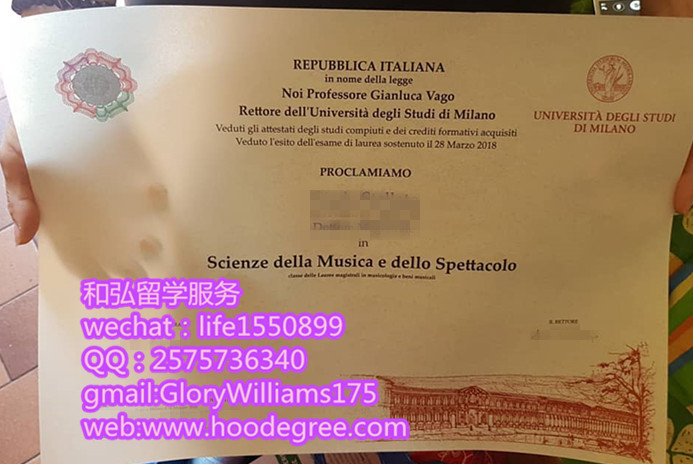 REPUBBLICA ITALIANA
in nome della legge
Noi Professore Gianluca Vago
Rettore dell'Università degli Studi di Milano
Veduti gli attestati degli studi compiuti e dei crediti formativi acquisiti
Veduto l'esito dell'esame di laurea sostenuto il 28 Marzo 2018
UNIVERSITÀ DEGLI STUDI
DI MILANO
PROCLAMIAMO
in
Scienze della Musica e dello Spettacolo
classe delle Lauree magistrali in musicologia e beni musicali
IL RETTORE
和弘留学服务
wechat：life1550899
QQ：2575736340
gmail:GloryWilliams175
web:www.hoodegree.com